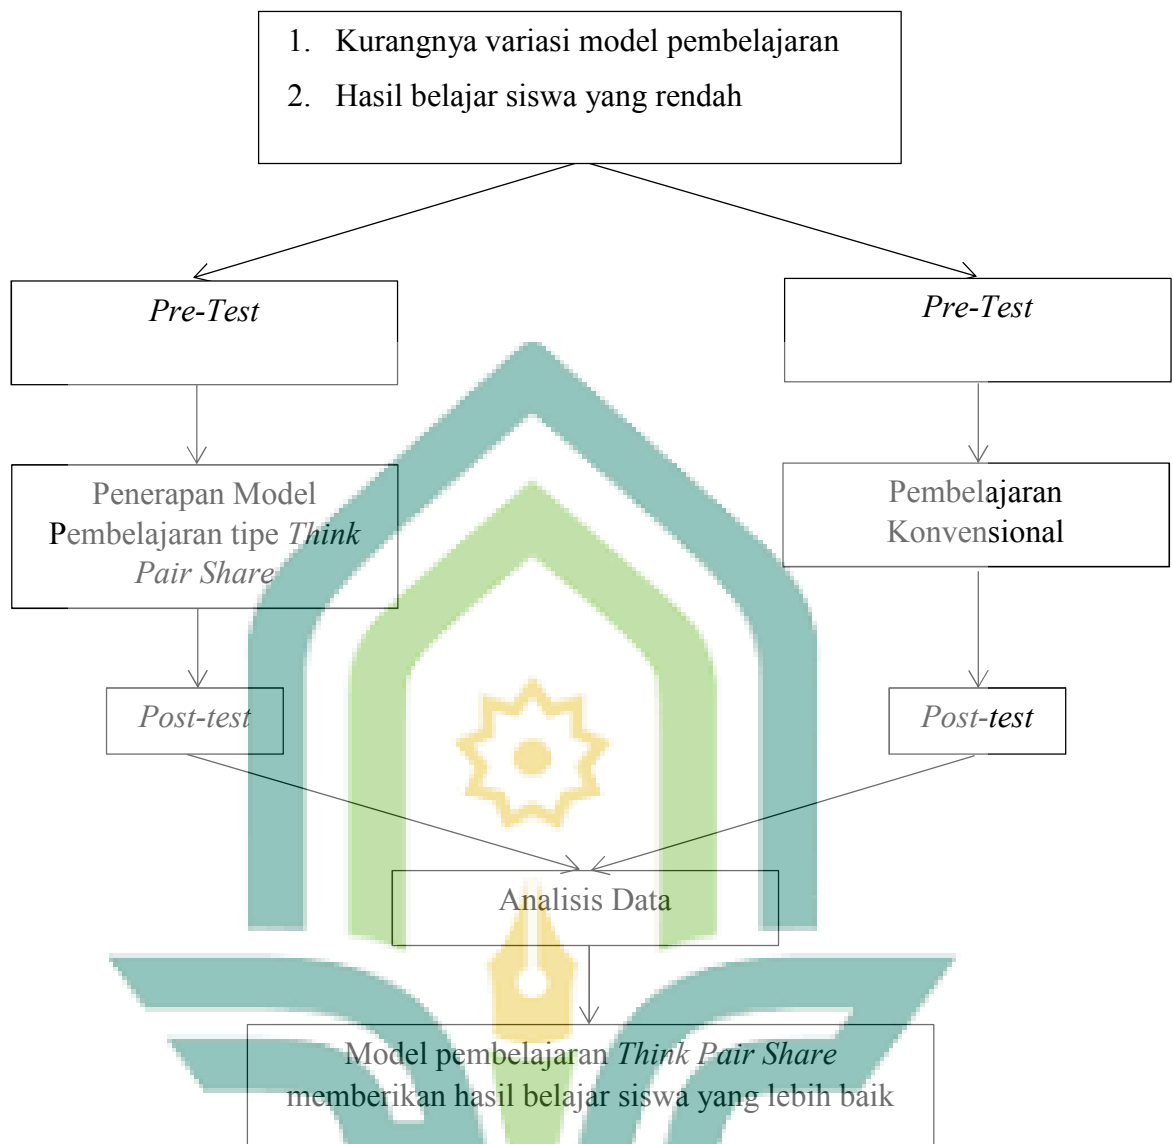 1. Kurangnya variasi model pembelajaran
2. Hasil belajar siswa yang rendah
Pre-Test
Pre-Test
Penerapan Model
Pembelajaran tipe Think
Pair Share
Pembelajaran
Konvensional
Post-test
Post-test
Analisis Data
Model pembelajaran Think Pair Share
memberikan hasil belajar siswa yang lebih baik